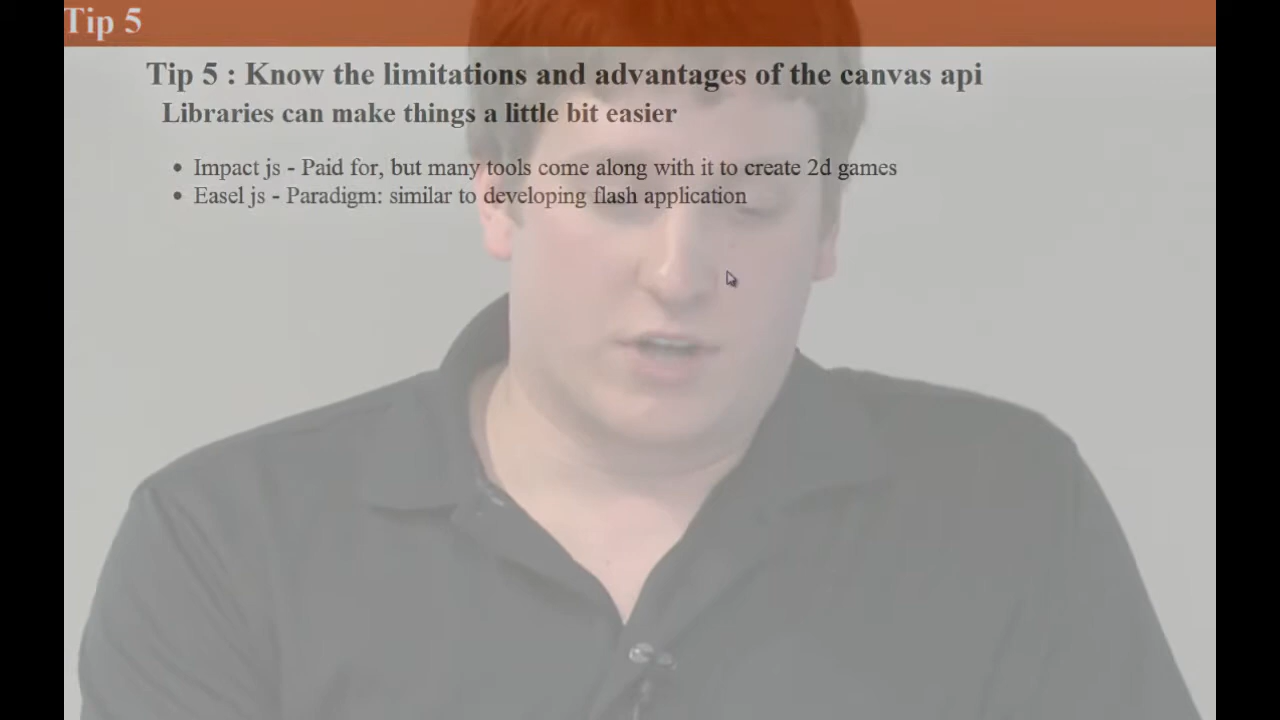 Tip 5
Tip 5 : Know the limitations and advantages of the canvas api
Libraries can make things a little bit easier
• Impact js - Paid for, but many tools come along with it to create 2d games
• Easel js - Paradigm: similar to developing flash application